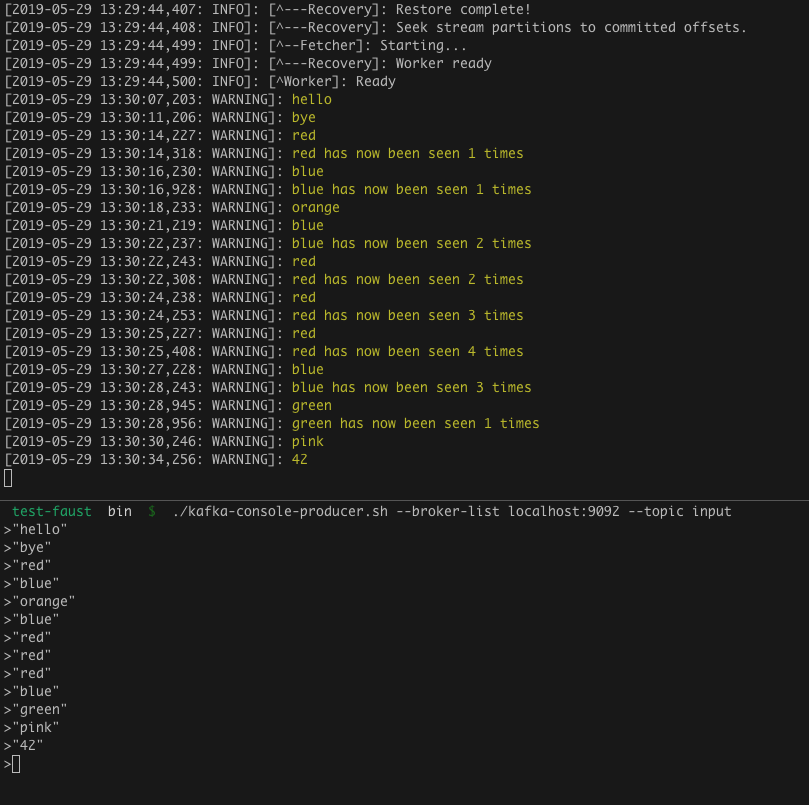 [2019-05-29 13:29:44,407: INFO]: [^---Recovery]: Restore complete!
[2019-05-29 13:29:44,408: INFO]: [^---Recovery]: Seek stream partitions to committed offsets.
[2019-05-29 13:29:44,499: INFO]: [^--Fetcher]: Starting...
[2019-05-29 13:29:44,499: INFO]: [^---Recovery]: Worker ready
[2019-05-29 13:29:44,500: INFO]: [^Worker]: Ready
[2019-05-29 13:30:07,203: WARNING]: hello
[2019-05-29 13:30:11,206: WARNING]: bye
[2019-05-29 13:30:14,227: WARNING]: red
[2019-05-29 13:30:14,318: WARNING]: red has now been seen 1 times
[2019-05-29 13:30:16,230: WARNING]: blue
[2019-05-29 13:30:16,928: WARNING]: blue has now been seen 1 times
[2019-05-29 13:30:18,233: WARNING]: orange
[2019-05-29 13:30:21,219: WARNING]: blue
[2019-05-29 13:30:22,237: WARNING]: blue has now been seen 2 times
[2019-05-29 13:30:22,243: WARNING]: red
[2019-05-29 13:30:22,308: WARNING]: red has now been seen 2 times
[2019-05-29 13:30:24,238: WARNING]: red
[2019-05-29 13:30:24,253: WARNING]: red has now been seen 3 times
[2019-05-29 13:30:25,227: WARNING]: red
[2019-05-29 13:30:25,408: WARNING]: red has now been seen 4 times
[2019-05-29 13:30:27,228: WARNING]: blue
[2019-05-29 13:30:28,243: WARNING]: blue has now been seen 3 times
[2019-05-29 13:30:28,945: WARNING]: green
[2019-05-29 13:30:28,956: WARNING]: green has now been seen 1 times
[2019-05-29 13:30:30,246: WARNING]: pink
[2019-05-29 13:30:34,256: WARNING]: 42
test-faust bin $ ./kafka-console-producer.sh --broker-list localhost:9092 --topic input
>"hello"
>"bye"
>"red"
>"blue"
>"orange"
>"blue"
>"red"
>"red"
>"red"
>"blue"
>"green"
>"pink"
>"42"
>